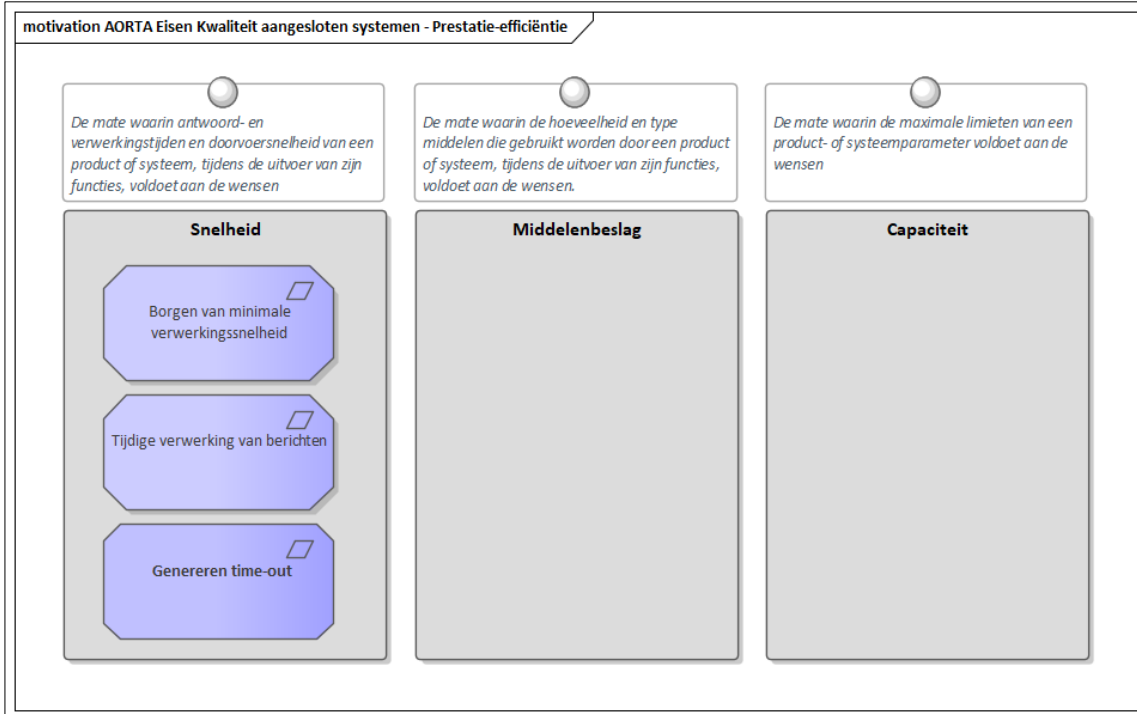 motivation AORTA Eisen Kwaliteit aangesloten systemen - Prestatie-efficiëntie
De mate waarin antwoord- en
verwerkingstijden en doorvoersnelheid van een
product of systeem, tijdens de uitvoer van zijn
functies, voldoet aan de wensen
De mate waarin de hoeveelheid en type
middelen die gebruikt worden door een product
of systeem, tijdens de uitvoer van zijn functies,
voldoet aan de wensen.
De mate waarin de maximale limieten van een
product- of systeemparameter voldoet aan de
wensen
Snelheid
Borgen van minimale
verwerkingssnelheid
Tijdige verwerking van berichten
Genereren time-out
Middelenbeslag
Capaciteit